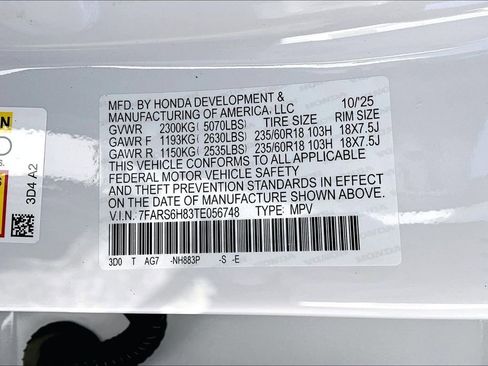 MFD. BY HONDA DEVELOPMENT &
MANUFACTURING OF AMERICA, LLC 10/'25
GVWR 2300KG( 5070LBS) TIRE SIZE RIM SIZE
GAWR F 1193KG( 2630LBS) 235/60R18 103H 18X7.5J
GAWR R 1150KG( 2535LBS) 235/60R18 103H 18X7.5J
THIS VEHICLE CONFORMS TO ALL APPLICABLE
FEDERAL MOTOR VEHICLE SAFETY
AND THEFT PREVENTION STANDARDS IN EFFECT
ON THE DATE OF MANUFACTURE SHOWN ABOVE.
V.I.N. 7FARS6H83TE056748 TYPE: MPV
3D0 T AG7 -NH883P -S -E
3D4 A2